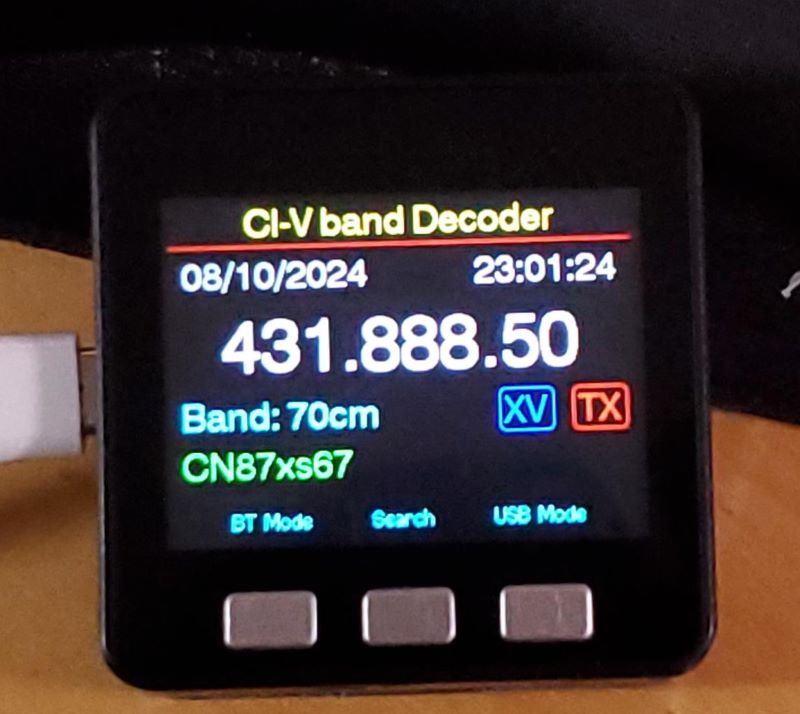 CI-V band Decoder
08/10/2024 23:01:24
431.888.50
Band: 70cm XV TX
CN87xs67
BT Mode Search USB Mode